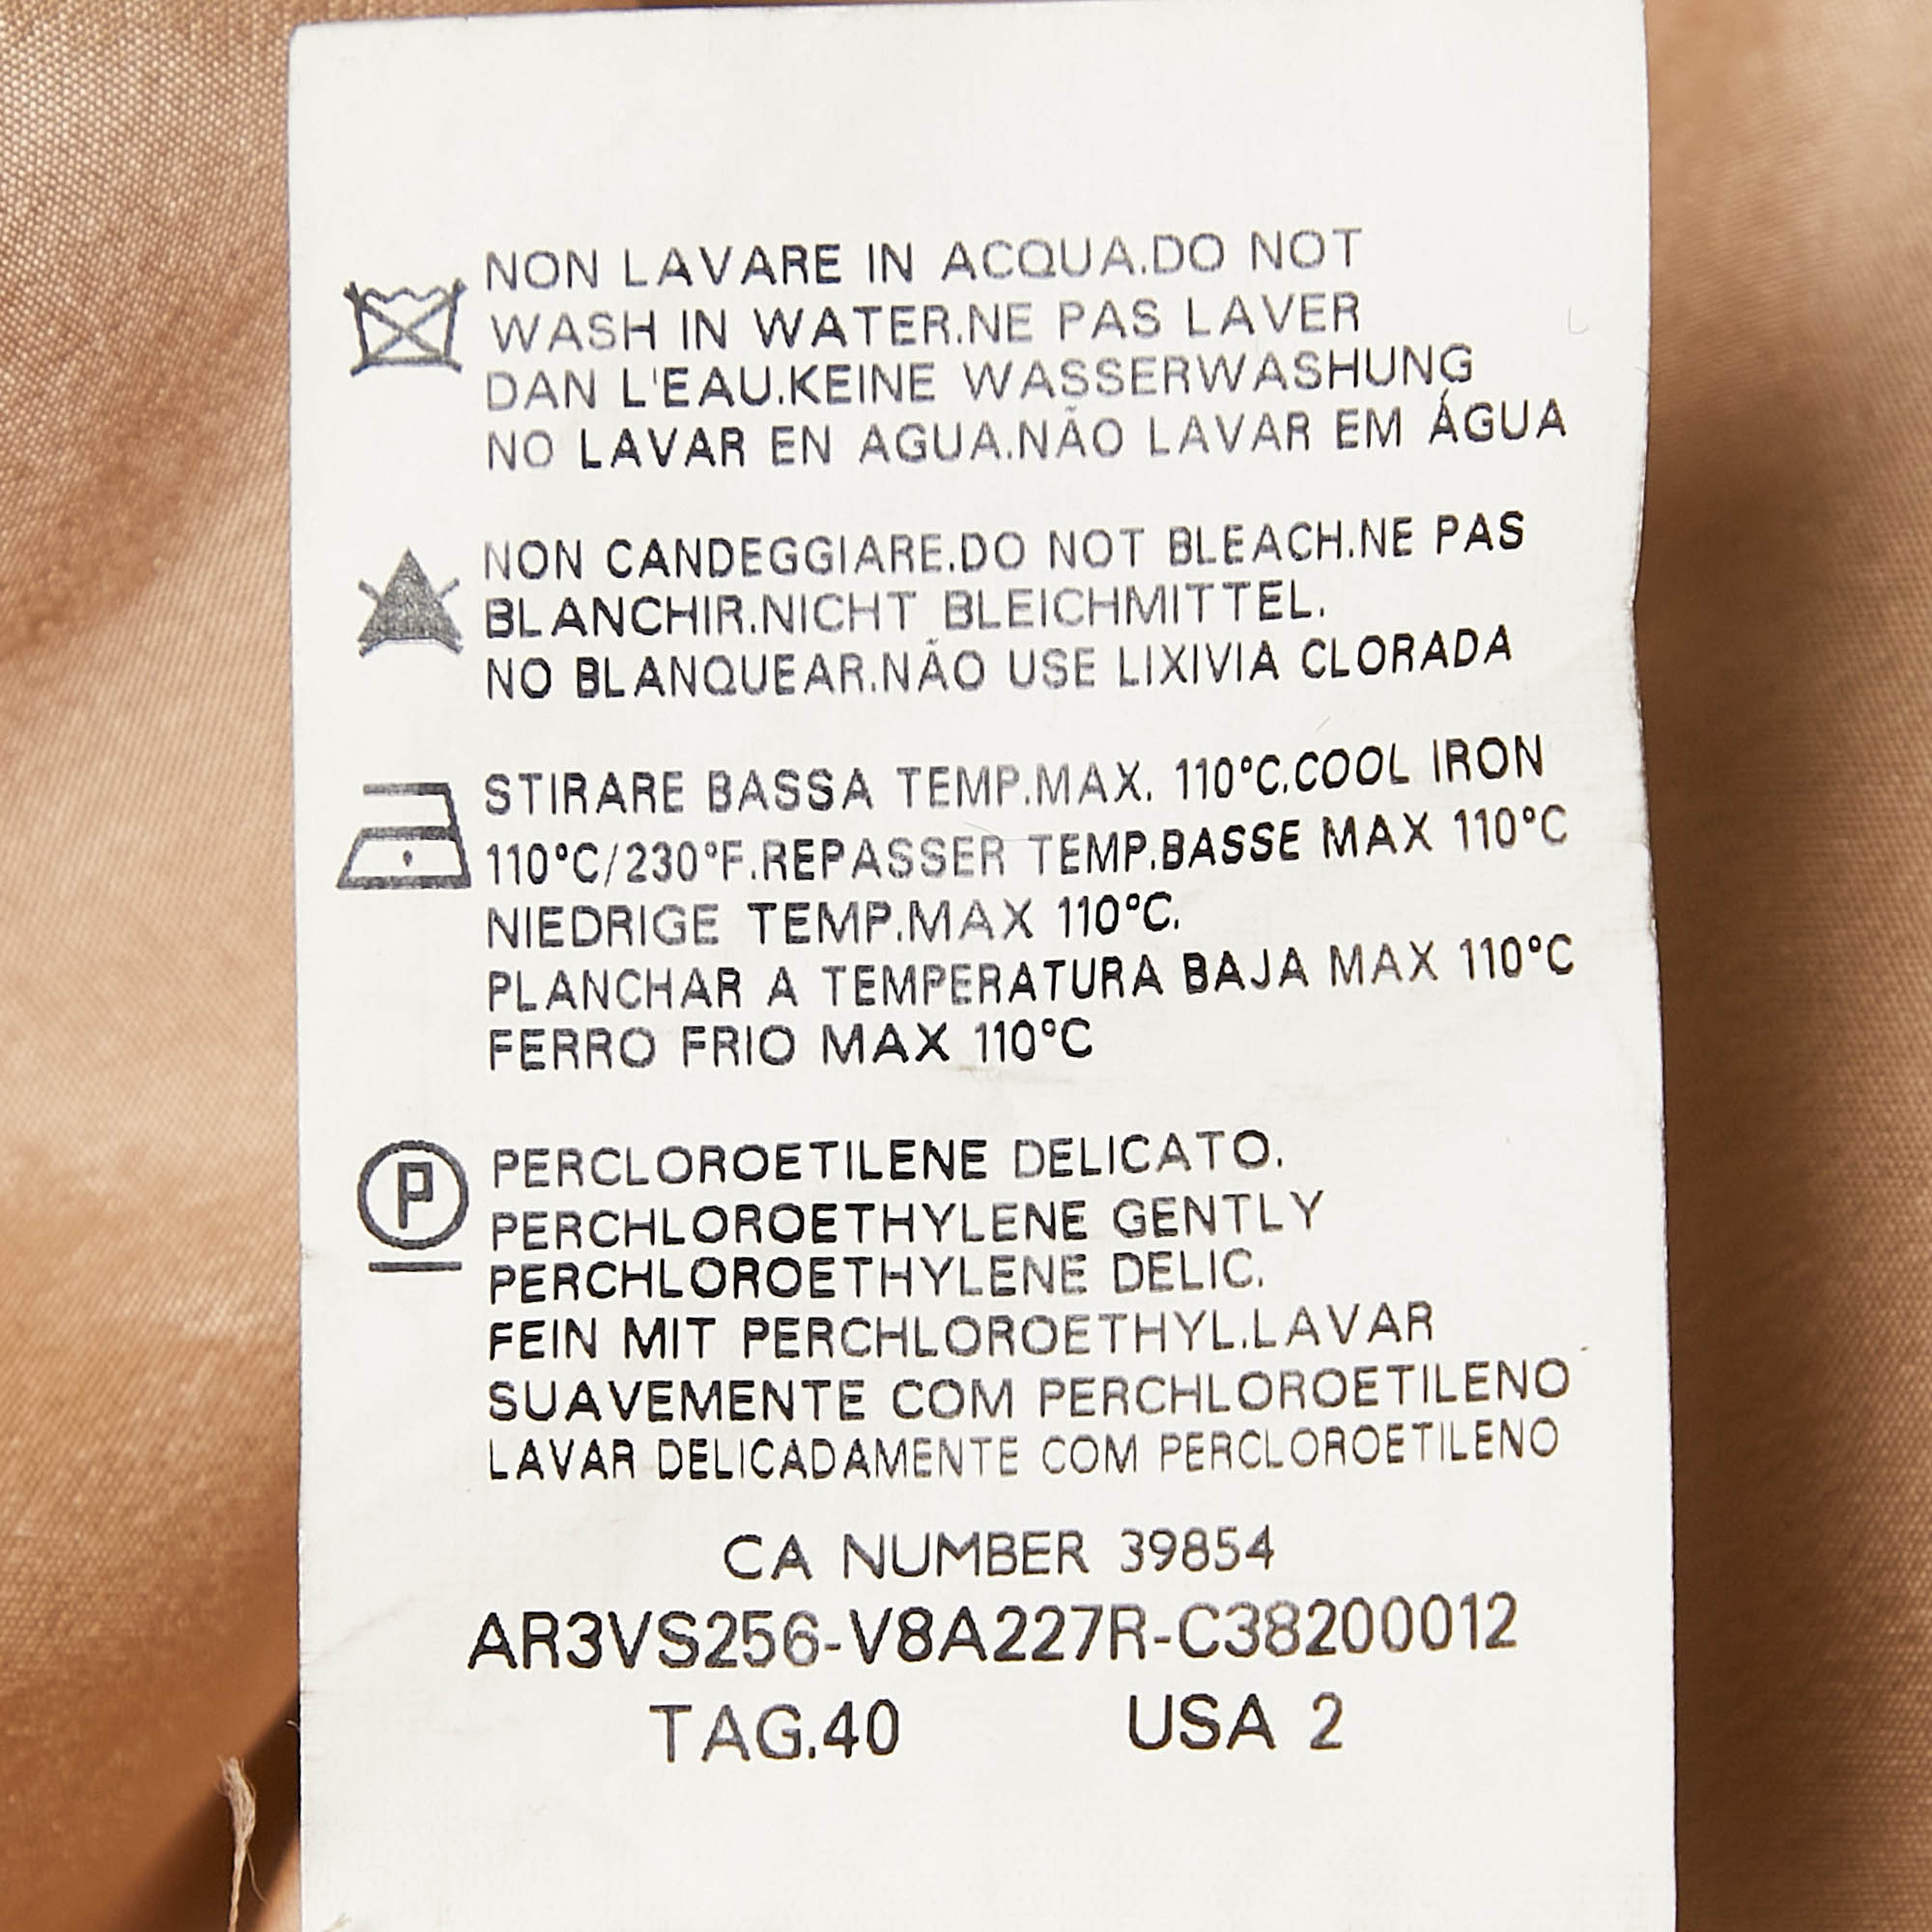 NON LAVARE IN ACQUA.DO NOT
WASH IN WATER.NE PAS LAVER
DAN L'EAU.KEINE WASSERWASHUNG
NO LAVAR EN AGUA.NÃO LAVAR EM ÁGUA
NON CANDEGGIARE.DO NOT BLEACH.NE PAS
BLANCHIR.NICHT BLEICHMITTEL.
NO BLANQUEAR.NÃO USE LIXIVIA CLORADA
STIRARE BASSA TEMP.MAX. 110°C.COOL IRON
110°C/230°F.REPASSER TEMP.BASSE MAX 110°C
NIEDRIGE TEMP.MAX 110°C.
PLANCHAR A TEMPERATURA BAJA MAX 110°C
FERRO FRIO MAX 110°C
P
PERCLOROETILENE DELICATO.
PERCHLOROETHYLENE GENTLY
PERCHLOROETHYLENE DELIC.
FEIN MIT PERCHLOROETHYL.LAVAR
SUAVEMENTE COM PERCHLOROETILENO
LAVAR DELICADAMENTE COM PERCLOROETILENO
CA NUMBER 39854
AR3VS256-V8A227R-C38200012
TAG.40 USA 2